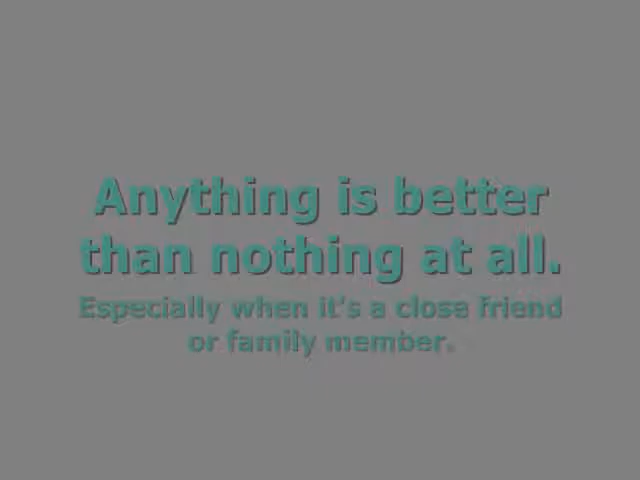 Anything is better
than nothing at all.
Especially when it's a close friend
or family member.